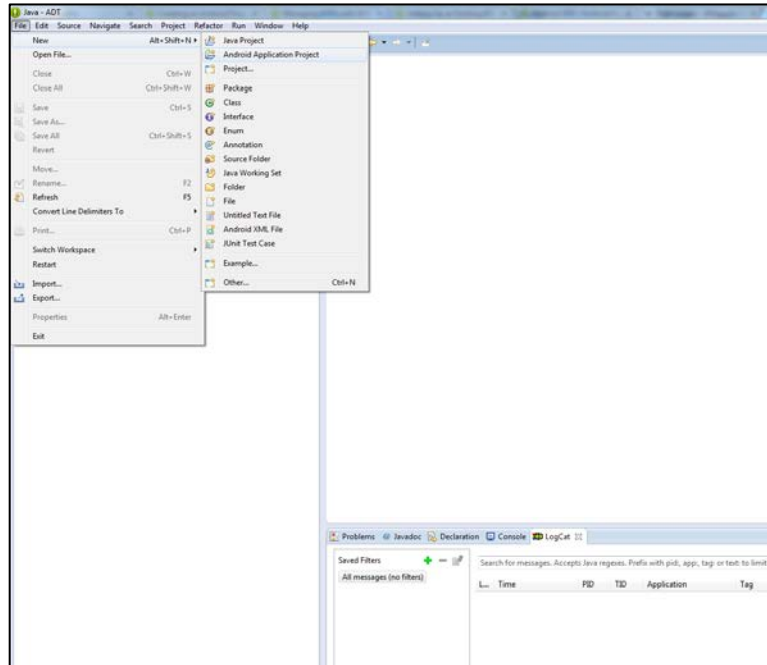 Java - ADT
File Edit Source Navigate Search Project Refactor Run Window Help
New Alt+Shift+N
Open File...
Close Ctrl+W
Close All Ctrl+Shift+W
Save Ctrl+S
Save As...
Save All Ctrl+Shift+S
Revert
Move...
Rename... F2
Refresh F5
Convert Line Delimiters To
Print... Ctrl+P
Switch Workspace
Restart
Import...
Export...
Properties Alt+Enter
Exit
Java Project
Android Application Project
Project...
Package
Class
Interface
Enum
Annotation
Source Folder
Java Working Set
Folder
File
Untitled Text File
Android XML File
JUnit Test Case
Example...
Other... Ctrl+N
Problems @ Javadoc Declaration Console LogCat
Saved Filters
All messages (no filters)
Search for messages. Accepts Java regexes. Prefix with pid:, app:, tag: or text: to limit
L... Time PID TID Application Tag